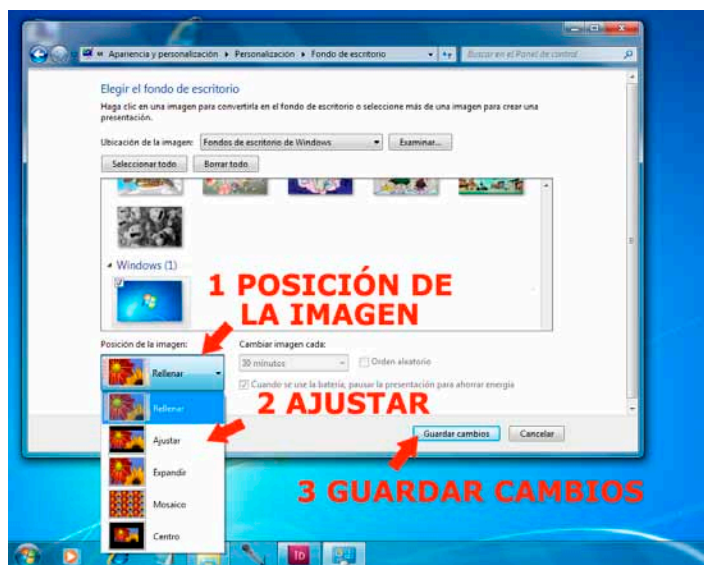 Apariencia y personalización ▸ Personalización ▸ Fondo de escritorio
Buscar en el Panel de control
Elegir el fondo de escritorio
Haga clic en una imagen para convertirla en el fondo de escritorio o seleccione más de una imagen para crear una
presentación.
Ubicación de la imagen: Fondos de escritorio de Windows Examinar...
Seleccionar todo Borrar todo
Windows (1)
1 POSICIÓN DE
LA IMAGEN
Posición de la imagen: Cambiar imagen cada:
Rellenar 30 minutos Orden aleatorio
Cuando se use la batería, pausar la presentación para ahorrar energía
Rellenar
2 AJUSTAR
Ajustar
Guardar cambios Cancelar
Expandir
3 GUARDAR CAMBIOS
Mosaico
Centro
ID